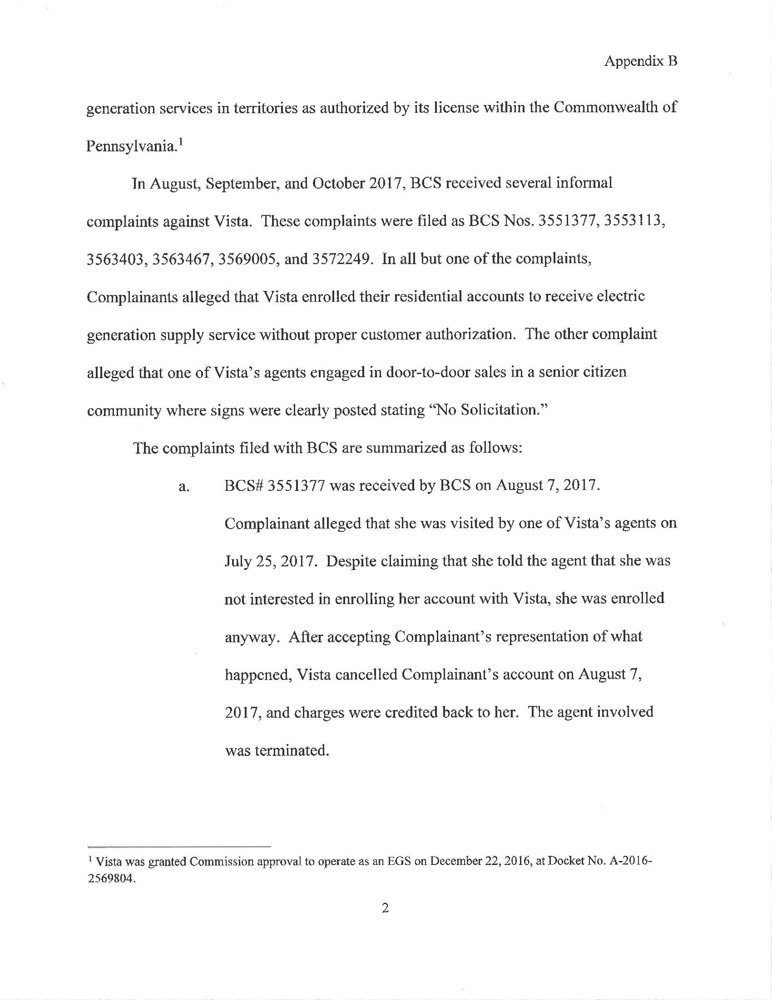 Appendix B
generation services in territories as authorized by its license within the Commonwealth of
Pennsylvania.¹
In August, September, and October 2017, BCS received several informal
complaints against Vista.  These complaints were filed as BCS Nos. 3551377, 3553113,
3563403, 3563467, 3569005, and 3572249.  In all but one of the complaints,
Complainants alleged that Vista enrolled their residential accounts to receive electric
generation supply service without proper customer authorization.  The other complaint
alleged that one of Vista’s agents engaged in door-to-door sales in a senior citizen
community where signs were clearly posted stating “No Solicitation.”
The complaints filed with BCS are summarized as follows:
a. BCS# 3551377 was received by BCS on August 7, 2017.
Complainant alleged that she was visited by one of Vista’s agents on
July 25, 2017.  Despite claiming that she told the agent that she was
not interested in enrolling her account with Vista, she was enrolled
anyway.  After accepting Complainant’s representation of what
happened, Vista cancelled Complainant’s account on August 7,
2017, and charges were credited back to her.  The agent involved
was terminated.
¹ Vista was granted Commission approval to operate as an EGS on December 22, 2016, at Docket No. A-2016-
2569804.
2